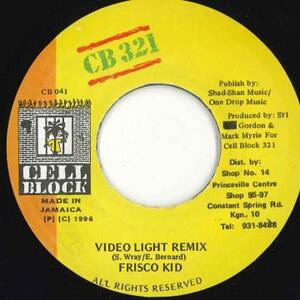 CB 321
CB 041
CELL
BLOCK
MADE IN
JAMAICA
(P) (C) 1996
Publish by:
Shad-Shan Music/
One Drop Music
Produced by: SYL
Gordon &
Mark Myrie For
Cell Block 321
Dist. by:
Shop No. 14
Princeville Centre
Shop 95-97
Constant Spring Rd.
Kgn. 10
Tel: 931-8488
VIDEO LIGHT REMIX
(S. Wray/E. Bernard)
FRISCO KID
ALL RIGHTS RESERVED